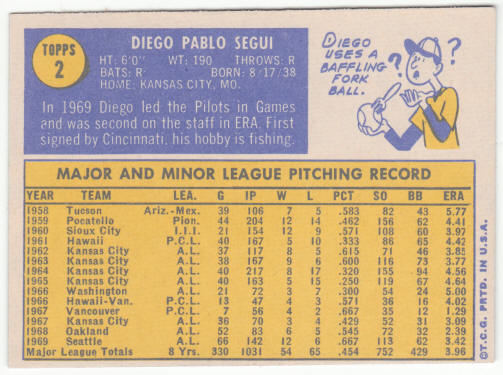 TOPPS
2
DIEGO PABLO SEGUI
HT: 6'0" WT: 190 THROWS: R
BATS: R BORN: 8-17-38
HOME: KANSAS CITY, MO.
In 1969 Diego led the Pilots in Games
and was second on the staff in ERA. First
signed by Cincinnati, his hobby is fishing.
DIEGO
USES A
BAFFLING
FORK
BALL.
? ?
MAJOR AND MINOR LEAGUE PITCHING RECORD
YEAR TEAM LEA. G IP W L PCT SO BB ERA
1958 Tucson Ariz.-Mex. 39 106 7 5 .583 82 43 5.77
1959 Pocatello Pion. 44 204 12 14 .462 156 62 4.41
1960 Sioux City I.I.I. 21 154 12 9 .571 108 60 3.97
1961 Hawaii P.C.L. 40 167 5 10 .333 86 65 4.42
1962 Kansas City A.L. 37 117 8 5 .615 71 46 3.85
1963 Kansas City A.L. 38 167 9 6 .600 116 73 3.77
1964 Kansas City A.L. 40 217 8 17 .320 155 94 4.56
1965 Kansas City A.L. 40 163 5 15 .250 119 67 4.64
1966 Washington A.L. 21 72 3 7 .300 54 24 5.00
1966 Hawaii-Van. P.C.L. 13 47 4 3 .571 36 16 4.02
1967 Vancouver P.C.L. 7 56 4 2 .667 35 12 1.29
1967 Kansas City A.L. 36 70 3 4 .429 52 31 3.09
1968 Oakland A.L. 52 83 6 5 .545 72 32 2.39
1969 Seattle A.L. 66 142 12 6 .667 113 62 3.42
Major League Totals 8 Yrs. 330 1031 54 65 .454 752 429 3.96
©T.C.G. PRTD. IN U.S.A.